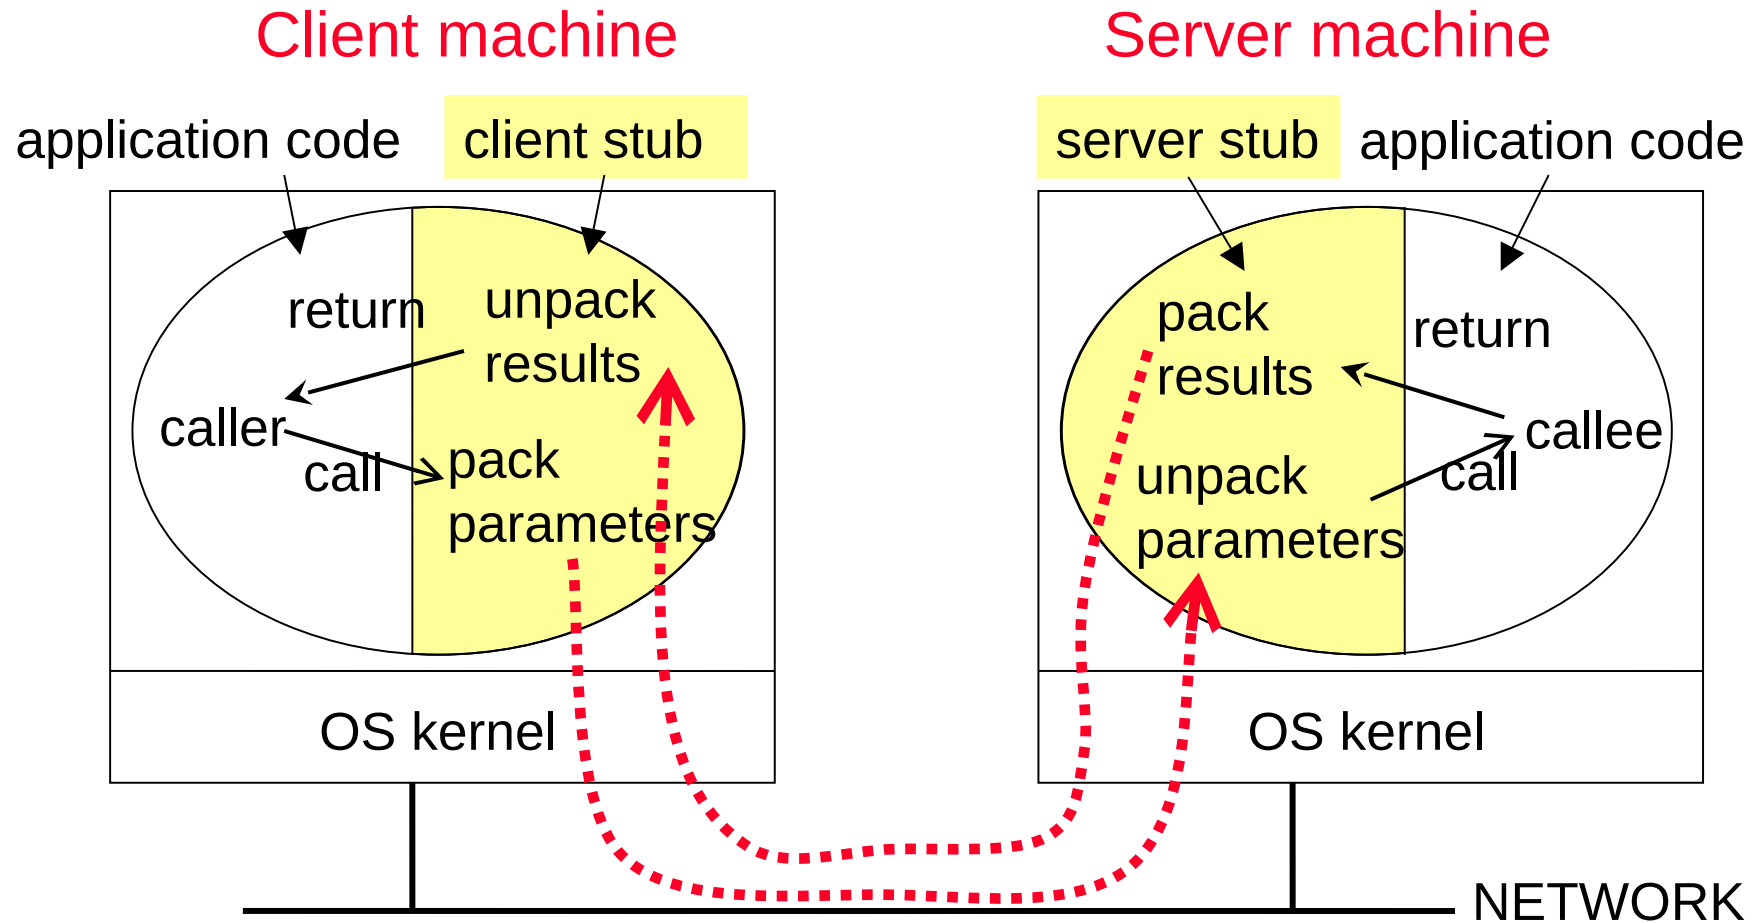 Client machine
Server machine
application code
client stub
server stub
application code
return
unpack
results
caller
call
pack
parameters
pack
results
return
callee
call
unpack
parameters
OS kernel
OS kernel
NETWORK